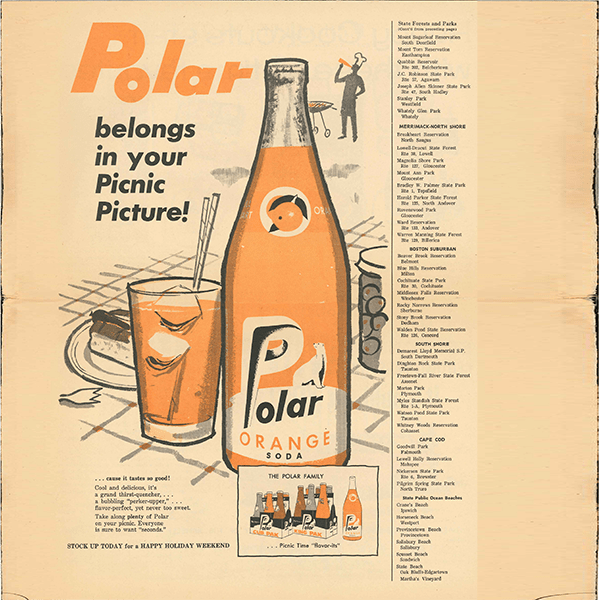 Polar
belongs
in your
Picnic
Picture!
Polar
ORANGE
SODA
. . . cause it tastes so good!
Cool and delicious, it's
a grand thirst-quencher, . . .
a bubbling "perker-upper," . . .
flavor-perfect, yet never too sweet.
Take along plenty of Polar
on your picnic. Everyone
is sure to want "seconds."
STOCK UP TODAY for a HAPPY HOLIDAY WEEKEND
THE POLAR FAMILY
Polar
CUB PAK
Polar
KING PAK
. . . Picnic Time "flavor-its"
State Forests and Parks
(Cont'd from preceding page)
Mount Sugarloaf Reservation
South Deerfield
Mount Tom Reservation
Easthampton
Quabbin Reservoir
Rte 202, Belchertown
J.C. Robinson State Park
Rte 57, Agawam
Joseph Allen Skinner State Park
Rte 47, South Hadley
Stanley Park
Westfield
Whately Glen Park
Whately
MERRIMACK-NORTH SHORE
Breakheart Reservation
North Saugus
Lowell-Dracut State Forest
Rte 38, Lowell
Magnolia Shore Park
Rte 127, Gloucester
Mount Ann Park
Gloucester
Bradley W. Palmer State Park
Rte 1, Topsfield
Harold Parker State Forest
Rte 125, North Andover
Ravenswood Park
Gloucester
Ward Reservation
Rte 125, Andover
Warren Manning State Forest
Rte 129, Billerica
BOSTON SUBURBAN
Beaver Brook Reservation
Belmont
Blue Hills Reservation
Milton
Cochituate State Park
Rte 30, Cochituate
Middlesex Fells Reservation
Winchester
Rocky Narrows Reservation
Sherborne
Stony Brook Reservation
Dedham
Walden Pond State Reservation
Rte 126, Concord
SOUTH SHORE
Demarest Lloyd Memorial S.P.
South Dartmouth
Dighton Rock State Park
Taunton
Freetown-Fall River State Forest
Assonet
Morton Park
Plymouth
Myles Standish State Forest
Rte 1-A, Plymouth
Watson Pond State Park
Taunton
Whitney Woods Reservation
Cohasset
CAPE COD
Goodwill Park
Falmouth
Lowell Holly Reservation
Mashpee
Nickerson State Park
Rte 6, Brewster
Pilgrim Spring State Park
North Truro
State Public Ocean Beaches
Crane's Beach
Ipswich
Horseneck Beach
Westport
Provincetown Beach
Provincetown
Salisbury Beach
Salisbury
Scusset Beach
Sandwich
State Beach
Oak Bluffs-Edgartown
Martha's Vineyard